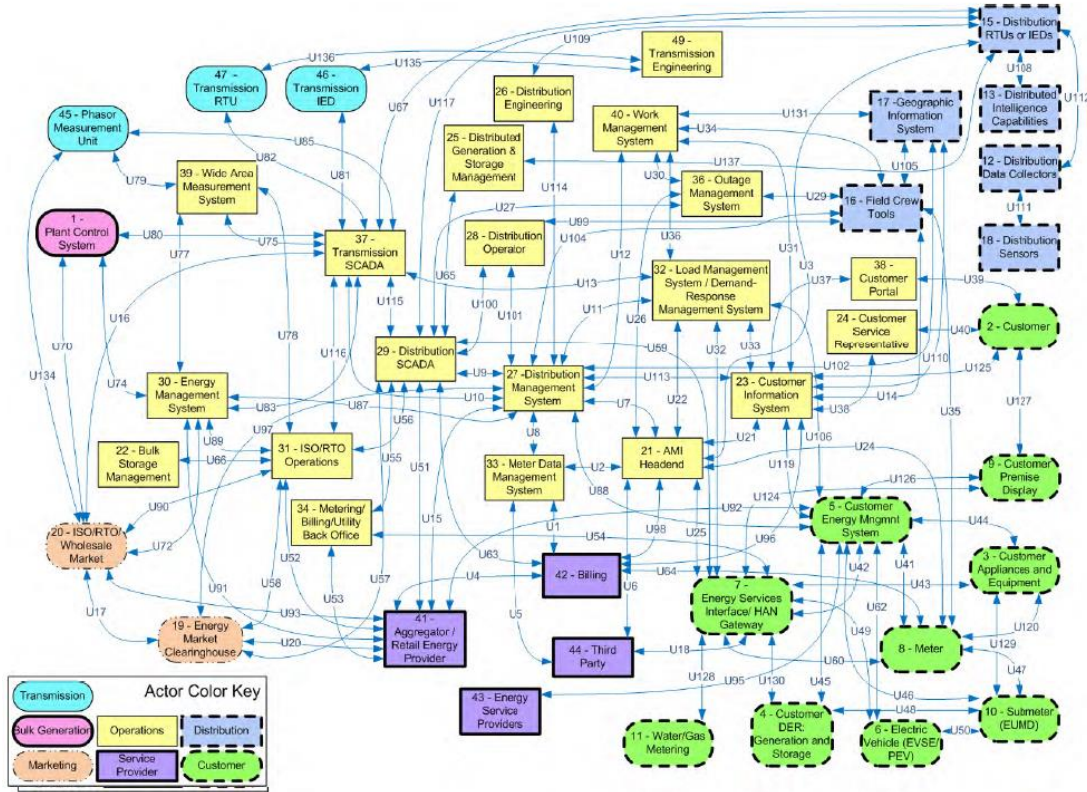 U109
15 - Distribution
RTUs or IEDs
U136
U135
49 -
Transmission
Engineering
47 -
Transmission
RTU
46 -
Transmission
IED
U67
U117
26 - Distribution
Engineering
U108
U112
13 - Distributed
Intelligence
Capabilities
45 - Phasor
Measurement
Unit
U85
25 - Distributed
Generation &
Storage
Management
40 - Work
Management
System
U131
17 -Geographic
Information
System
U34
U137
U105
12 - Distribution
Data Collectors
U82
U81
U79
39 - Wide Area
Measurement
System
U114
U30
36 - Outage
Management
System
U29
16 - Field Crew
Tools
U111
18 - Distribution
Sensors
1 -
Plant Control
System
U80
U75
37 -
Transmission
SCADA
U27
U99
28 - Distribution
Operator
U104
U36
U31
U3
U77
U65
U12
U13
32 - Load Management
System / Demand-
Response
Management System
U37
38 -
Customer
Portal
U39
U16
U115
U100
U101
U11
U26
24 - Customer
Service
Representative
U40
2 - Customer
U70
U78
U116
29 - Distribution
SCADA
U59
U32
U33
U110
U134
U74
U9
27 -Distribution
Management
System
U113
U102
U125
30 - Energy
Management
System
U83
U87
U10
U22
23 - Customer
Information
System
U38
U14
U35
U127
U97
U89
U56
U7
U8
U21
U106
22 - Bulk
Storage
Management
U66
31 - ISO/RTO
Operations
U55
U51
33 - Meter Data
Management
System
U2
21 - AMI
Headend
U24
U119
9 - Customer
Premise
Display
U126
U88
U124
U90
34 - Metering/
Billing/Utility
Back Office
U15
U1
U98
U25
U92
5 - Customer
Energy Mngmnt
System
U44
20 - ISO/RTO/
Wholesale
Market
U72
U52
U63
U54
U96
3 - Customer
Appliances and
Equipment
U57
42 - Billing
U64
U42
U41
U43
U91
U58
U53
U4
U6
7 -
Energy Services
Interface/ HAN
Gateway
U62
U17
U93
U5
U120
19 - Energy
Market
Clearinghouse
U20
41 -
Aggregator /
Retail Energy
Provider
U49
8 - Meter
U129
44 - Third
Party
U18
U60
U47
U128
U130
U95
U45
43 - Energy
Service
Providers
U46
U48
10 - Submeter
(EUMD)
11 - Water/Gas
Metering
4 - Customer
DER:
Generation and
Storage
6 - Electric
Vehicle (EVSE/
PEV)
U50
Actor Color Key
Transmission
Bulk Generation
Operations
Distribution
Marketing
Service
Provider
Customer